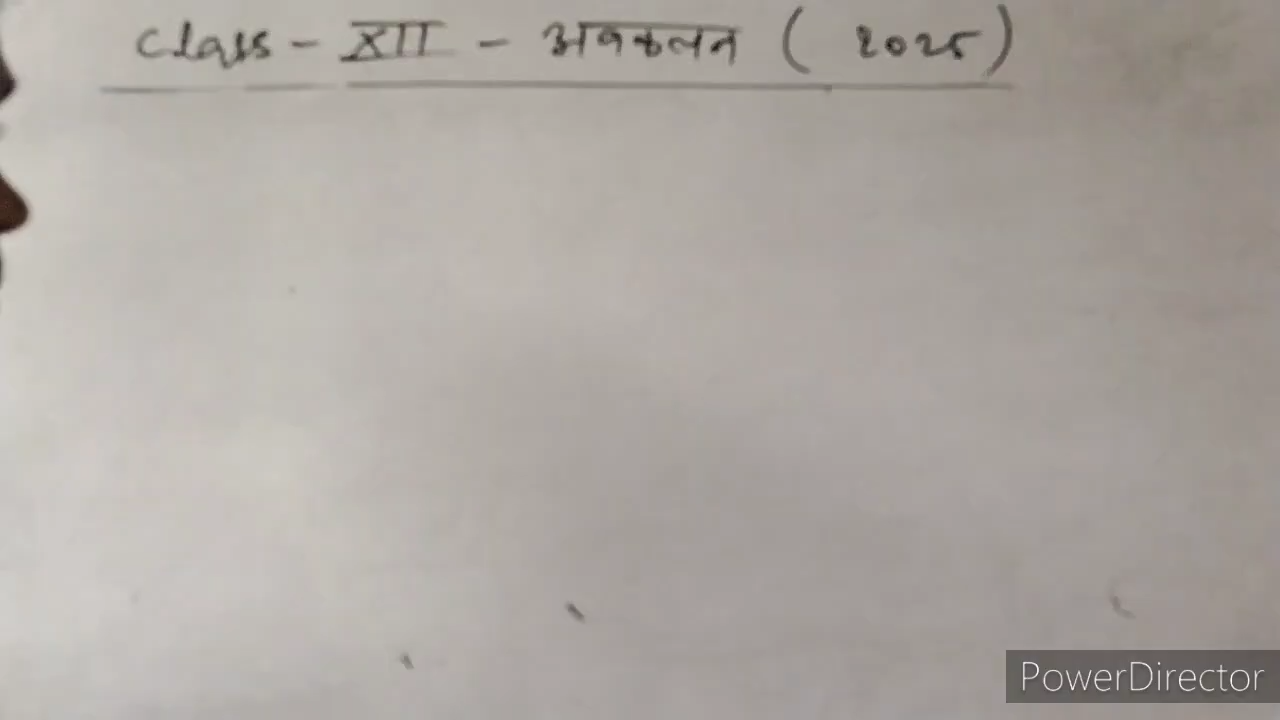 Class - XII - अवकलन ( 2025 )
PowerDirector